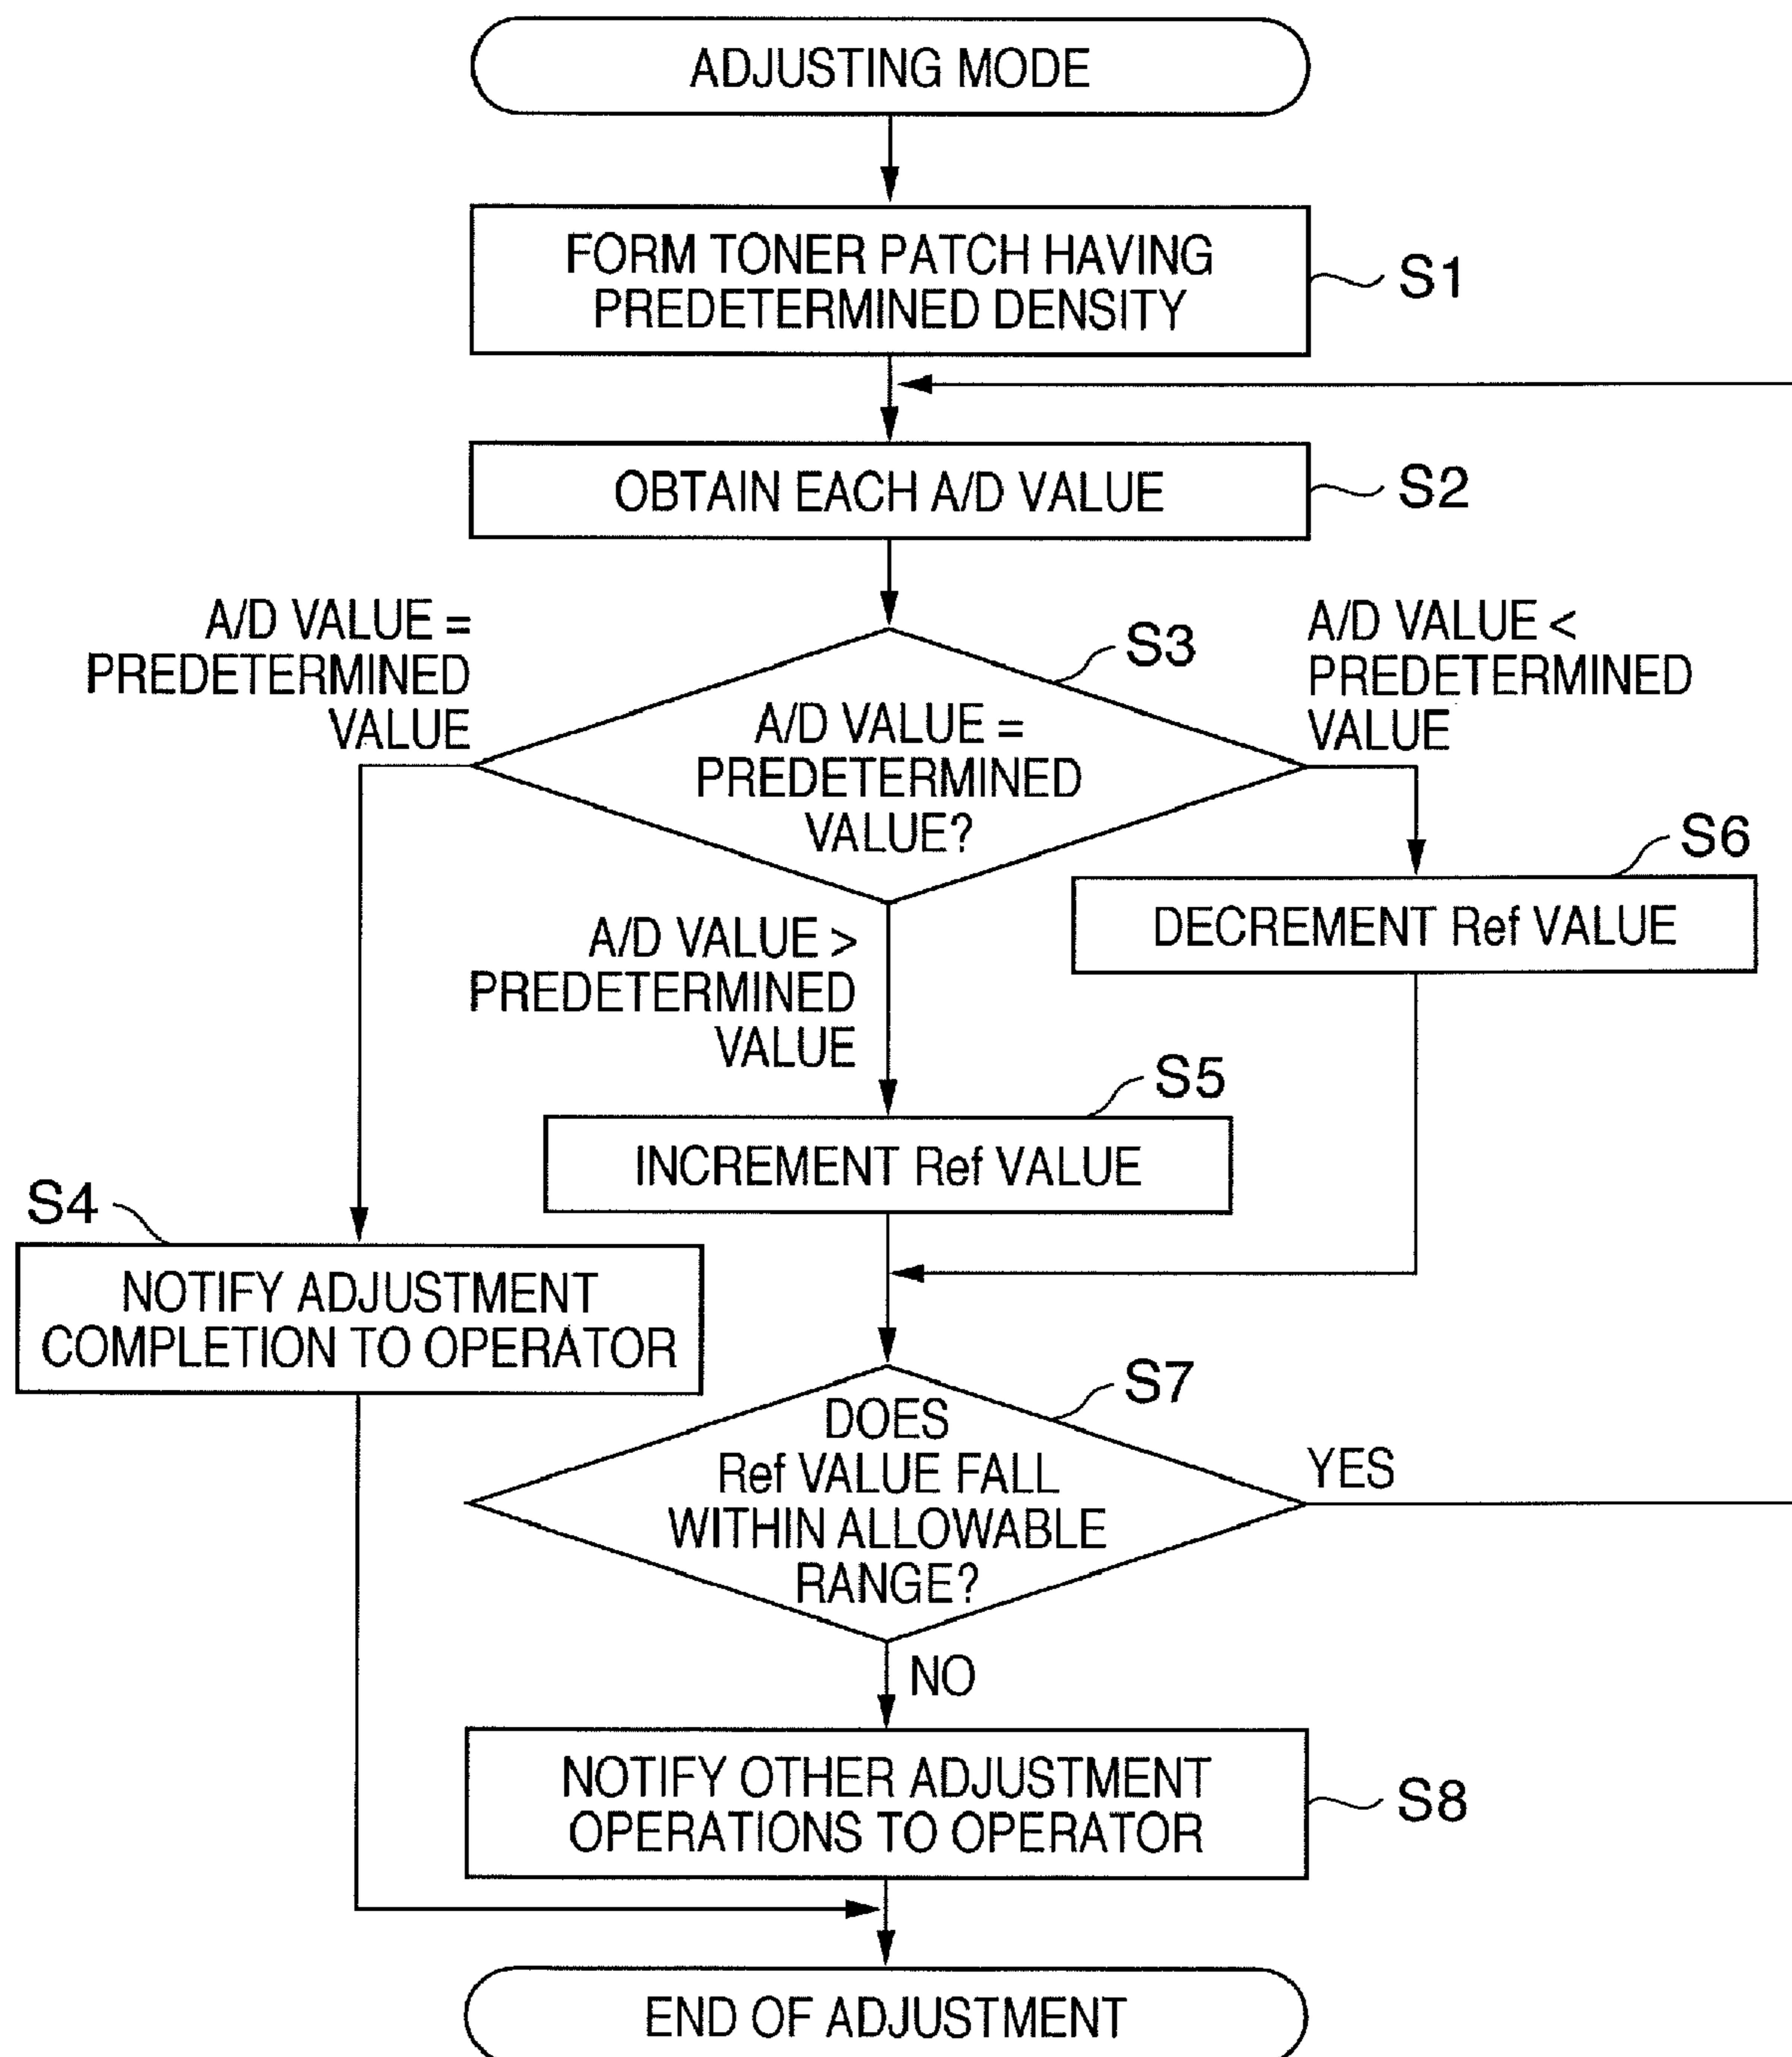 ADJUSTING MODE
FORM TONER PATCH HAVING
PREDETERMINED DENSITY
S1
OBTAIN EACH A/D VALUE
S2
A/D VALUE =
PREDETERMINED
VALUE
S3
A/D VALUE =
PREDETERMINED
VALUE?
A/D VALUE <
PREDETERMINED
VALUE
S6
DECREMENT Ref VALUE
A/D VALUE >
PREDETERMINED
VALUE
S5
INCREMENT Ref VALUE
S4
NOTIFY ADJUSTMENT
COMPLETION TO OPERATOR
S7
DOES
Ref VALUE FALL
WITHIN ALLOWABLE
RANGE?
YES
NO
NOTIFY OTHER ADJUSTMENT
OPERATIONS TO OPERATOR
S8
END OF ADJUSTMENT